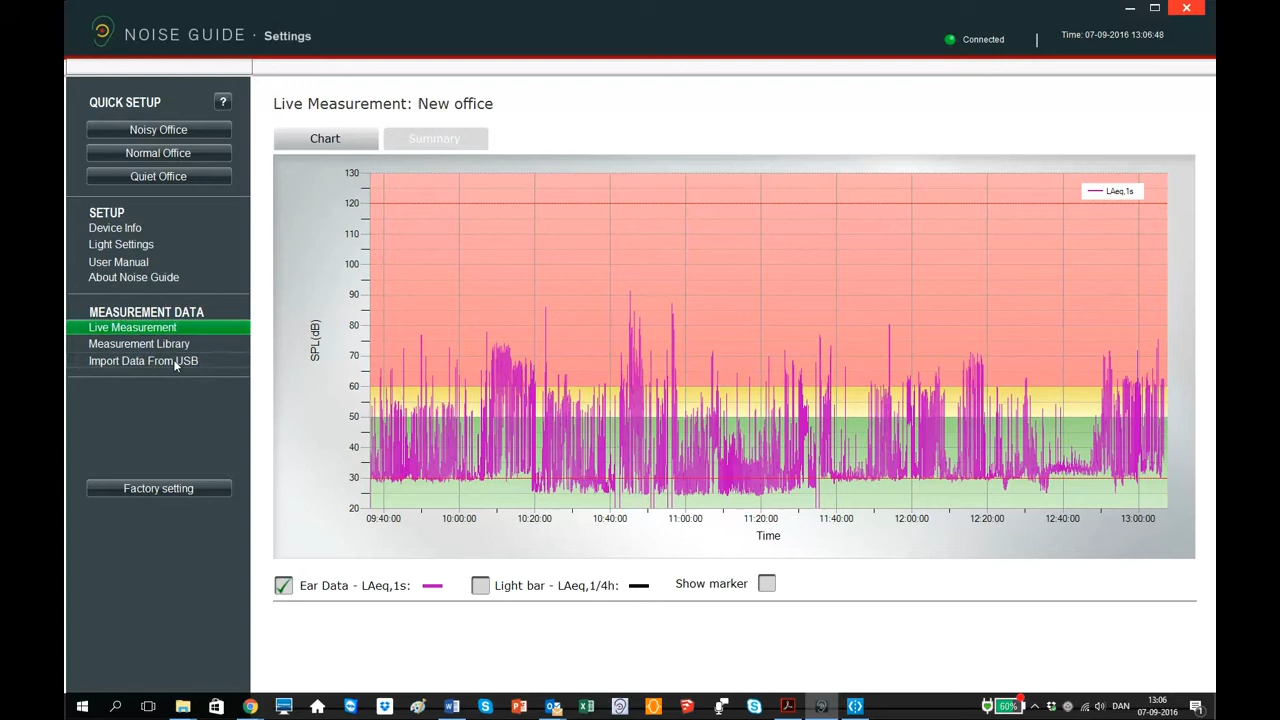 NOISE GUIDE · Settings
Connected
Time: 07-09-2016 13:06:48
QUICK SETUP ?
Noisy Office
Normal Office
Quiet Office
SETUP
Device Info
Light Settings
User Manual
About Noise Guide
MEASUREMENT DATA
Live Measurement
Measurement Library
Import Data From USB
Factory setting
Live Measurement: New office
Chart
Summary
LAeq,1s
SPL(dB)
130
120
110
100
90
80
70
60
50
40
30
20
09:40:00 10:00:00 10:20:00 10:40:00 11:00:00 11:20:00 11:40:00 12:00:00 12:20:00 12:40:00 13:00:00
Time
Ear Data - LAeq,1s:
Light bar - LAeq,1/4h:
Show marker
60%
DAN
13:06
07-09-2016